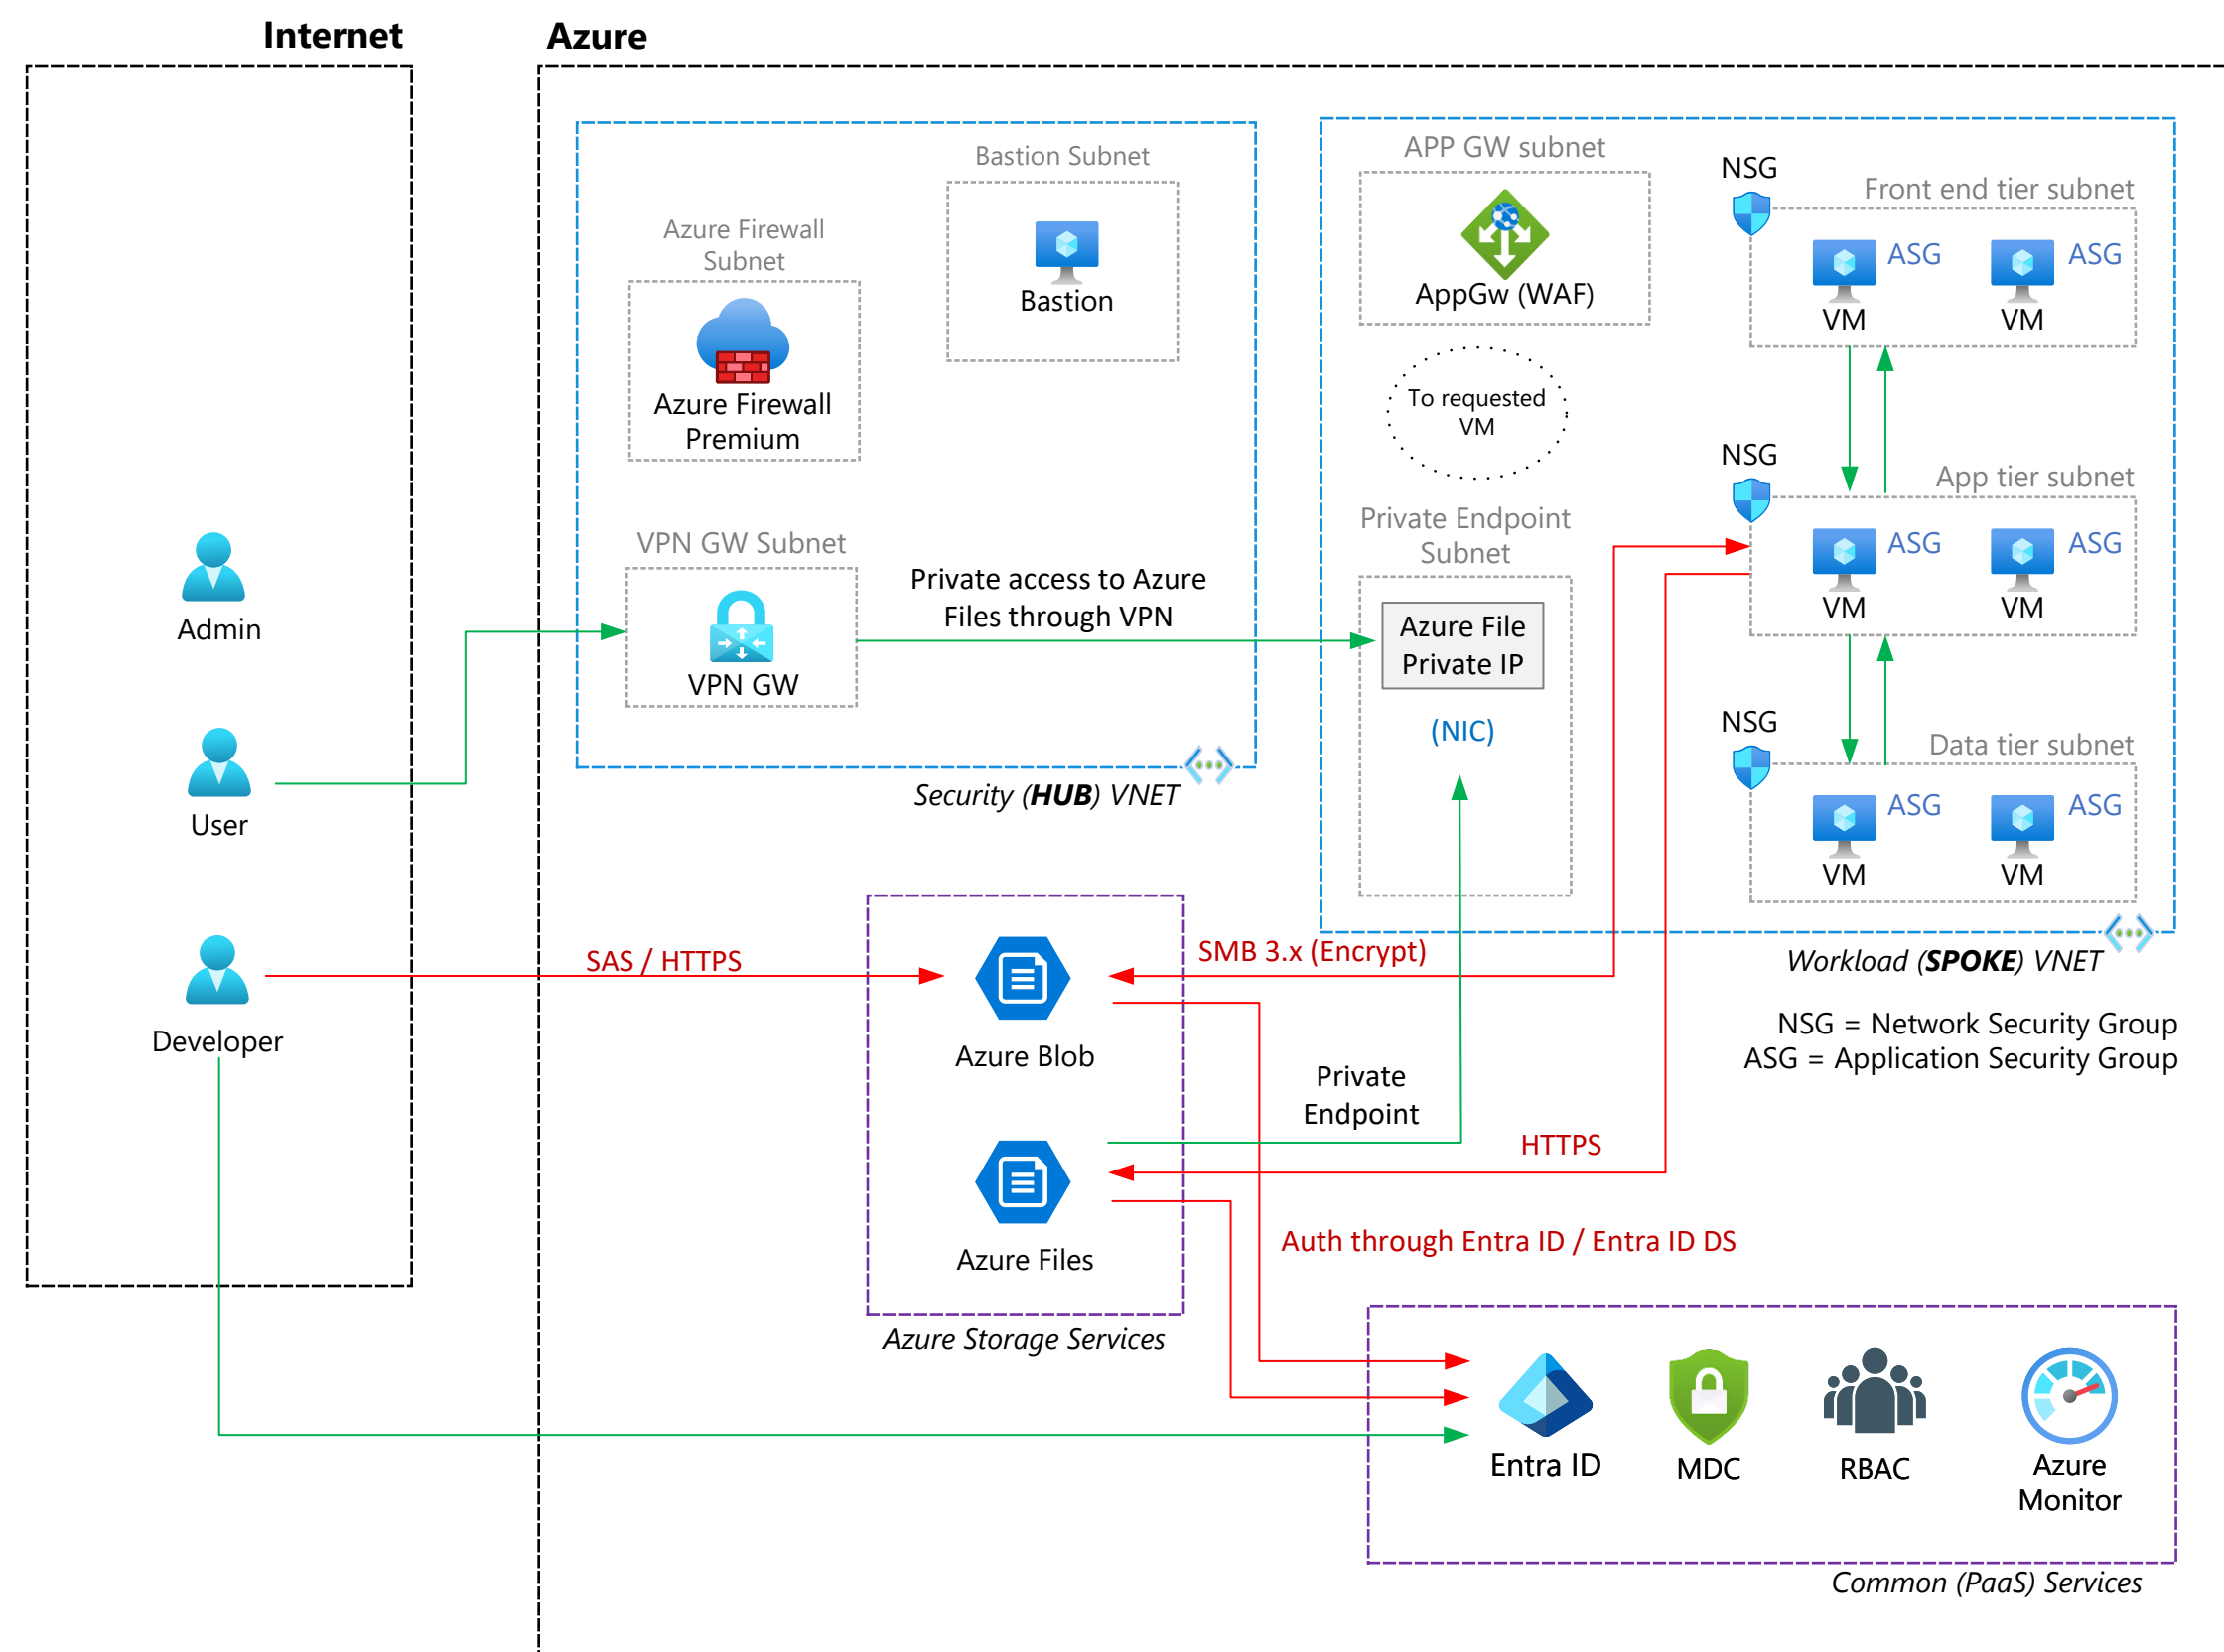 Internet
Azure
Admin
User
Developer
Azure Firewall
Subnet
Azure Firewall
Premium
Bastion Subnet
Bastion
VPN GW Subnet
VPN GW
Private access to Azure
Files through VPN
Security (HUB) VNET
APP GW subnet
AppGw (WAF)
To requested
VM
Private Endpoint
Subnet
Azure File
Private IP
(NIC)
NSG
Front end tier subnet
ASG
ASG
VM
VM
NSG
App tier subnet
ASG
ASG
VM
VM
NSG
Data tier subnet
ASG
ASG
VM
VM
Workload (SPOKE) VNET
NSG = Network Security Group
ASG = Application Security Group
SAS / HTTPS
SMB 3.x (Encrypt)
Azure Blob
Private
Endpoint
HTTPS
Azure Files
Auth through Entra ID / Entra ID DS
Azure Storage Services
Entra ID
MDC
RBAC
Azure
Monitor
Common (PaaS) Services